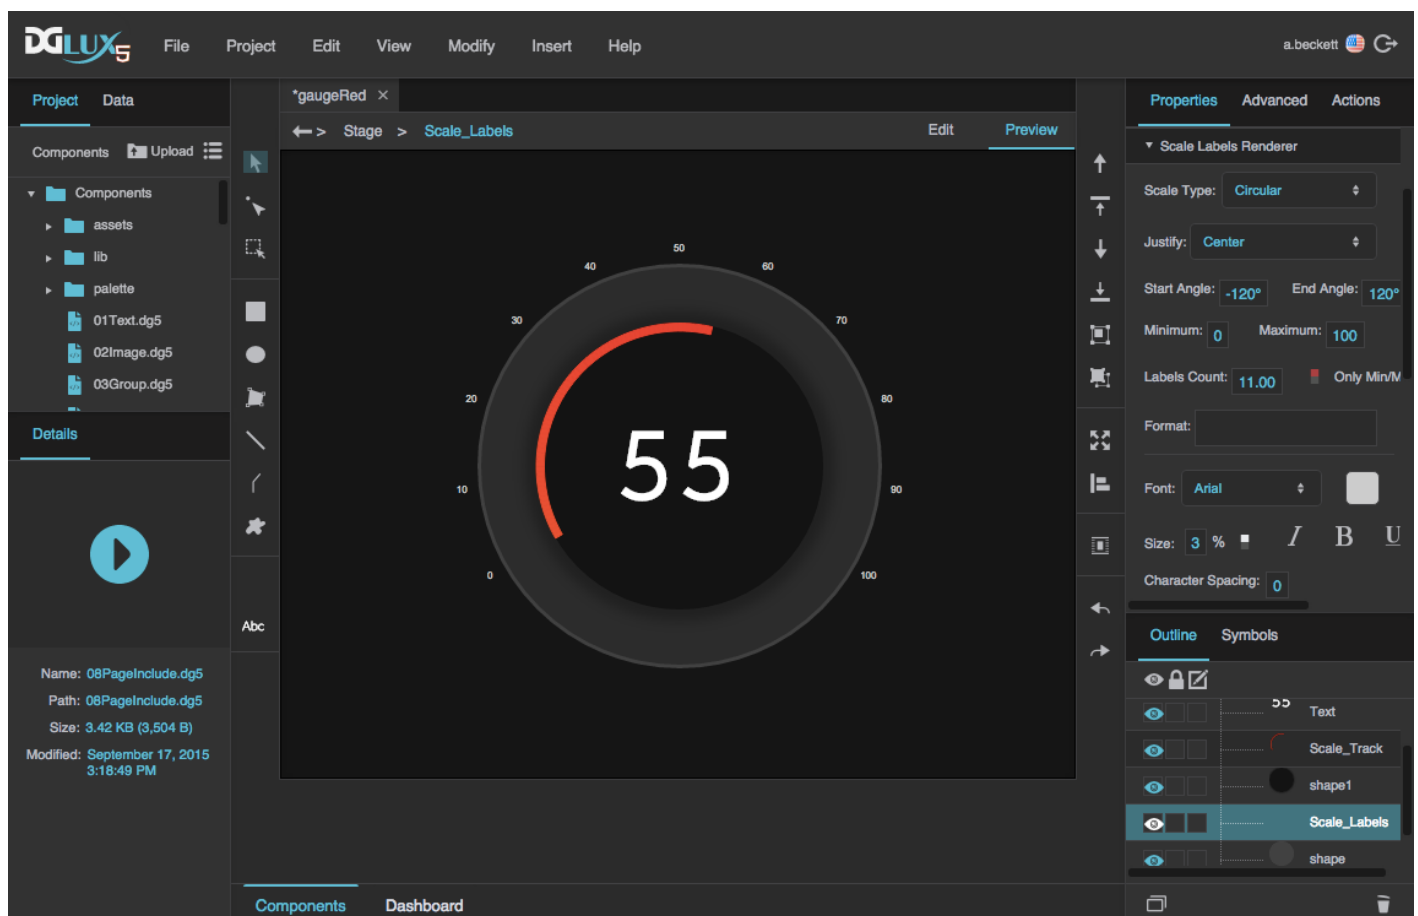 DGLUX5
File Project Edit View Modify Insert Help
a.beckett
Project Data
Components Upload
Components
assets
lib
palette
01Text.dg5
02Image.dg5
03Group.dg5
Details
Name: 08PageInclude.dg5
Path: 08PageInclude.dg5
Size: 3.42 KB (3,504 B)
Modified: September 17, 2015
3:18:49 PM
Abc
*gaugeRed ×
> Stage > Scale_Labels
Edit Preview
50
40 60
30 70
20 80
55
10 90
0 100
Components Dashboard
Properties Advanced Actions
Scale Labels Renderer
Scale Type: Circular
Justify: Center
Start Angle: -120° End Angle: 120°
Minimum: 0 Maximum: 100
Labels Count: 11.00 Only Min/M
Format:
Font: Arial
Size: 3 % I B U
Character Spacing: 0
Outline Symbols
55 Text
Scale_Track
shape1
Scale_Labels
shape